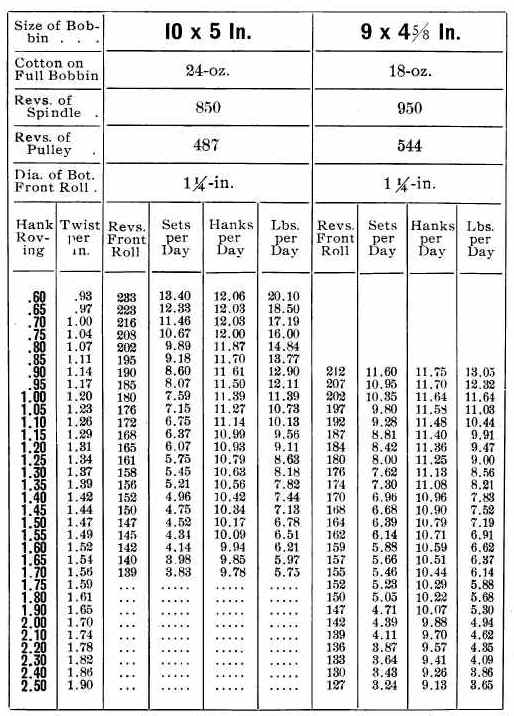 Size of Bob- 10 x 5 In. 9 x 4⅝ In.
bin . . .
Cotton on 24-oz. 18-oz.
Full Bobbin
Revs. of 850 950
Spindle .
Revs. of 487 544
Pulley .
Dia. of Bot. 1¼-in. 1¼-in.
Front Roll .
Hank Twist Revs. Sets Hanks Lbs. Revs. Sets Hanks Lbs.
Rov- per Front per per per Front per per per
ing in. Roll Day Day Day Roll Day Day Day
.60 .93 233 13.40 12.06 20.10
.65 .97 223 12.33 12.03 18.50
.70 1.00 216 11.46 12.03 17.19
.75 1.04 208 10.67 12.00 16.00
.80 1.07 202 9.89 11.87 14.84
.85 1.11 195 9.18 11.70 13.77
.90 1.14 190 8.60 11 61 12.90 212 11.60 11.75 13.05
.95 1.17 185 8.07 11.50 12.11 207 10.95 11.70 12.32
1.00 1.20 180 7.59 11.39 11.39 202 10.35 11.64 11.64
1.05 1.23 176 7.15 11.27 10.73 197 9.80 11.58 11.03
1.10 1.26 172 6.75 11.14 10.13 192 9.28 11.48 10.44
1.15 1.29 168 6.37 10.99 9.56 187 8.81 11.40 9.91
1.20 1.31 165 6.07 10.93 9.11 184 8.42 11.36 9.47
1.25 1.34 161 5.75 10.79 8.63 180 8.00 11.25 9.00
1.30 1.37 158 5.45 10.63 8.18 176 7.62 11.13 8.56
1.35 1.39 156 5.21 10.56 7.82 174 7.30 11.08 8.21
1.40 1.42 152 4.96 10.42 7.44 170 6.96 10.96 7.83
1.45 1.44 150 4.75 10.34 7.13 168 6.68 10.90 7.52
1.50 1.47 147 4.52 10.17 6.78 164 6.39 10.79 7.19
1.55 1.49 145 4.34 10.09 6.51 162 6.14 10.71 6.91
1.60 1.52 142 4.14 9.94 6.21 159 5.88 10.59 6.62
1.65 1.54 140 3.98 9.85 5.97 157 5.66 10.51 6.37
1.70 1.56 139 3.83 9.78 5.75 155 5.46 10.44 6.14
1.75 1.59 ... ..... ..... ..... 152 5.23 10.29 5.88
1.80 1.61 ... ..... ..... ..... 150 5.05 10.22 5.68
1.90 1.65 ... ..... ..... ..... 147 4.71 10.07 5.30
2.00 1.70 ... ..... ..... ..... 142 4.39 9.88 4.94
2.10 1.74 ... ..... ..... ..... 139 4.11 9.70 4.62
2.20 1.78 ... ..... ..... ..... 136 3.87 9.57 4.35
2.30 1.82 ... ..... ..... ..... 133 3.64 9.41 4.09
2.40 1.86 ... ..... ..... ..... 130 3.43 9.26 3.86
2.50 1.90 ... ..... ..... ..... 127 3.24 9.13 3.65